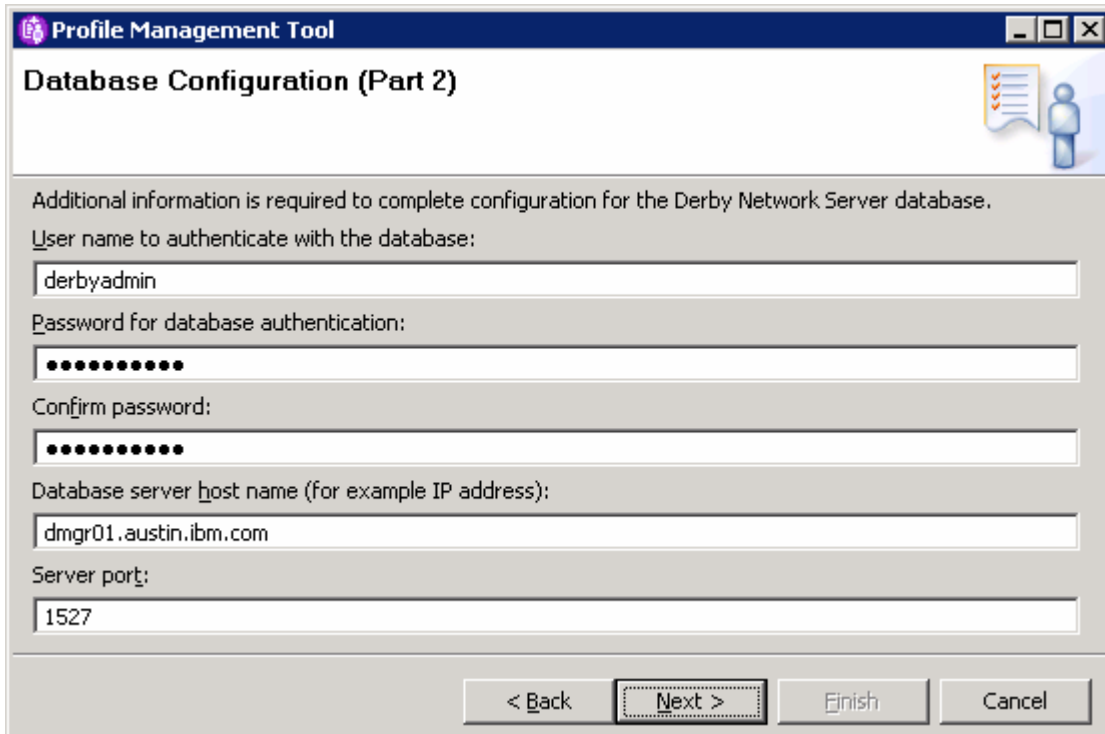 Profile Management Tool
Database Configuration (Part 2)
Additional information is required to complete configuration for the Derby Network Server database.
User name to authenticate with the database:
derbyadmin
Password for database authentication:
●●●●●●●●●●
Confirm password:
●●●●●●●●●●
Database server host name (for example IP address):
dmgr01.austin.ibm.com
Server port:
1527
< Back Next > Finish Cancel